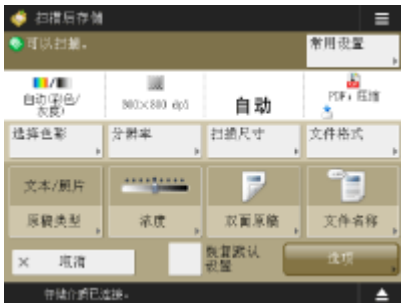 扫描后存储
可以扫描。
常用设置
自动(彩色/
灰度)
300×300 dpi
自动
PDF; 压缩
选择色彩
分辨率
扫描尺寸
文件格式
文本/照片
原稿类型
浓度
双面原稿
文件名称
× 取消
恢复默认
设置
选项
存储介质已连接。